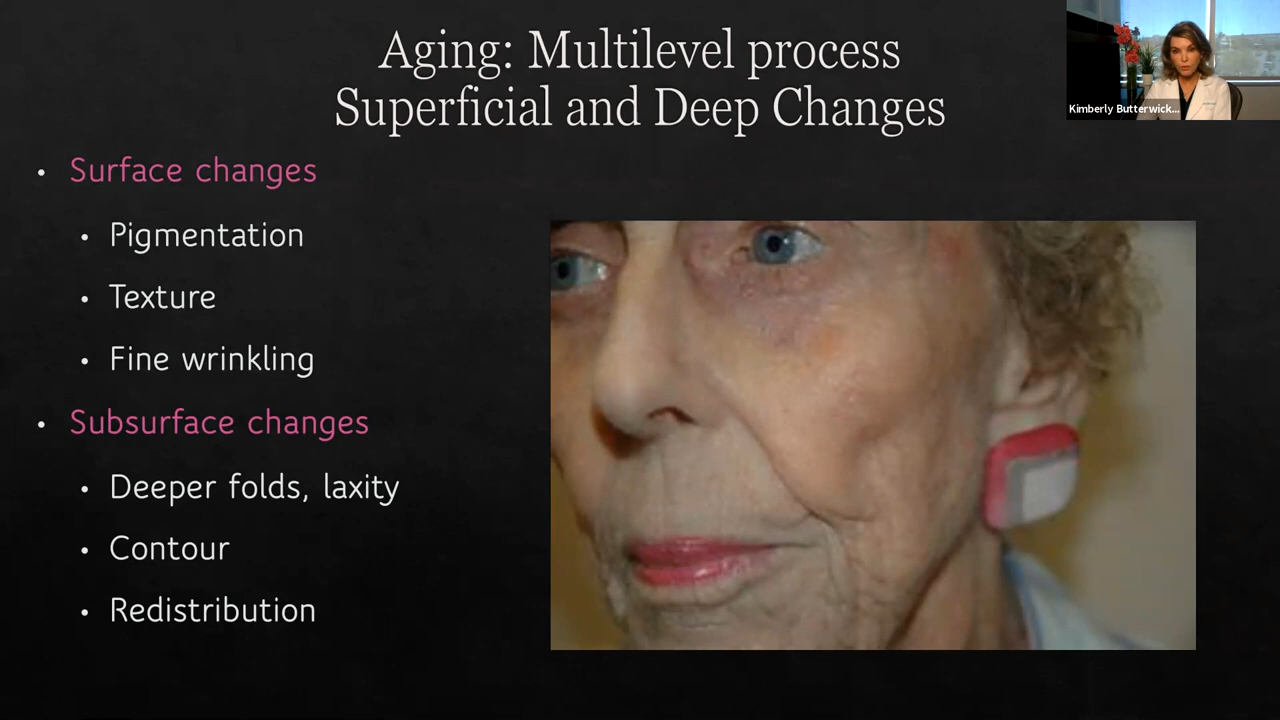 Aging: Multilevel process
Superficial and Deep Changes
Kimberly Butterwick...
• Surface changes
• Pigmentation
• Texture
• Fine wrinkling
• Subsurface changes
• Deeper folds, laxity
• Contour
• Redistribution